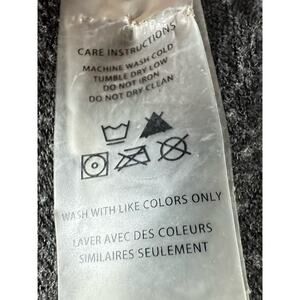 CARE INSTRUCTIONS
MACHINE WASH COLD
TUMBLE DRY LOW
DO NOT IRON
DO NOT DRY CLEAN
WASH WITH LIKE COLORS ONLY
LAVER AVEC DES COULEURS
SIMILAIRES SEULEMENT